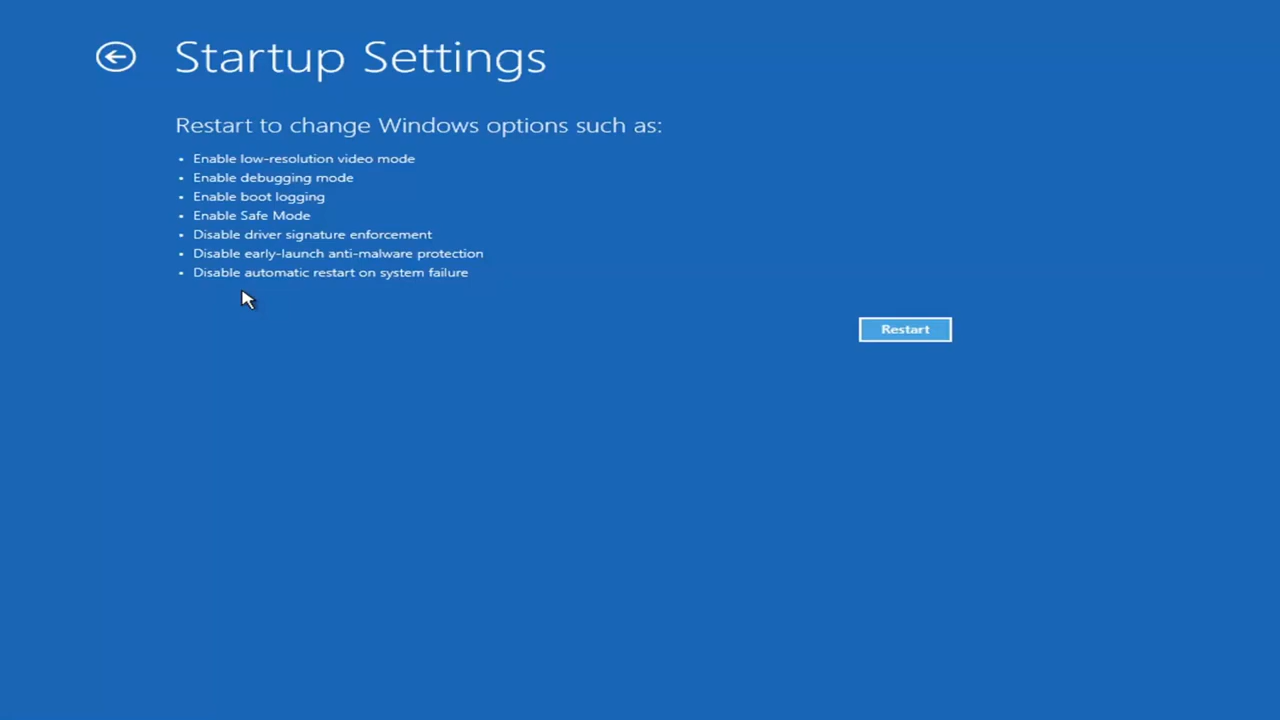 Startup Settings
Restart to change Windows options such as:
• Enable low-resolution video mode
• Enable debugging mode
• Enable boot logging
• Enable Safe Mode
• Disable driver signature enforcement
• Disable early-launch anti-malware protection
• Disable automatic restart on system failure
Restart